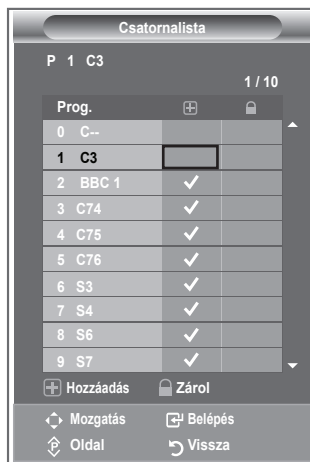 Csatornalista
P 1 C3
1 / 10
Prog.
0 C--
1 C3
2 BBC 1
3 C74
4 C75
5 C76
6 S3
7 S4
8 S6
9 S7
Hozzáadás Zárol
Mozgatás Belépés
P Oldal Vissza